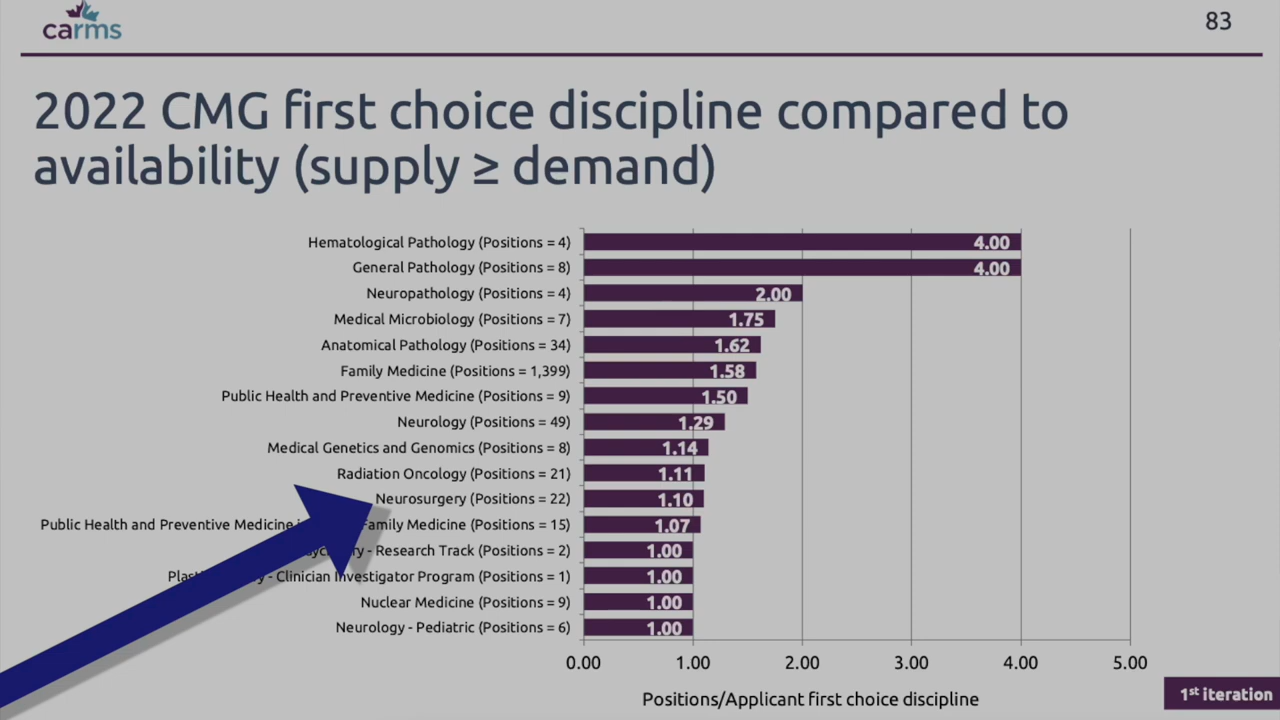 carms
83
2022 CMG first choice discipline compared to
availability (supply ≥ demand)
Hematological Pathology (Positions = 4) 4.00
General Pathology (Positions = 8) 4.00
Neuropathology (Positions = 4) 2.00
Medical Microbiology (Positions = 7) 1.75
Anatomical Pathology (Positions = 34) 1.62
Family Medicine (Positions = 1,399) 1.58
Public Health and Preventive Medicine (Positions = 9) 1.50
Neurology (Positions = 49) 1.29
Medical Genetics and Genomics (Positions = 8) 1.14
Radiation Oncology (Positions = 21) 1.11
Neurosurgery (Positions = 22) 1.10
Public Health and Preventive Medicine Family Medicine (Positions = 15) 1.07
- Research Track (Positions = 2) 1.00
- Clinician Investigator Program (Positions = 1) 1.00
Nuclear Medicine (Positions = 9) 1.00
Neurology - Pediatric (Positions = 6) 1.00
0.00 1.00 2.00 3.00 4.00 5.00
Positions/Applicant first choice discipline
1st iteration